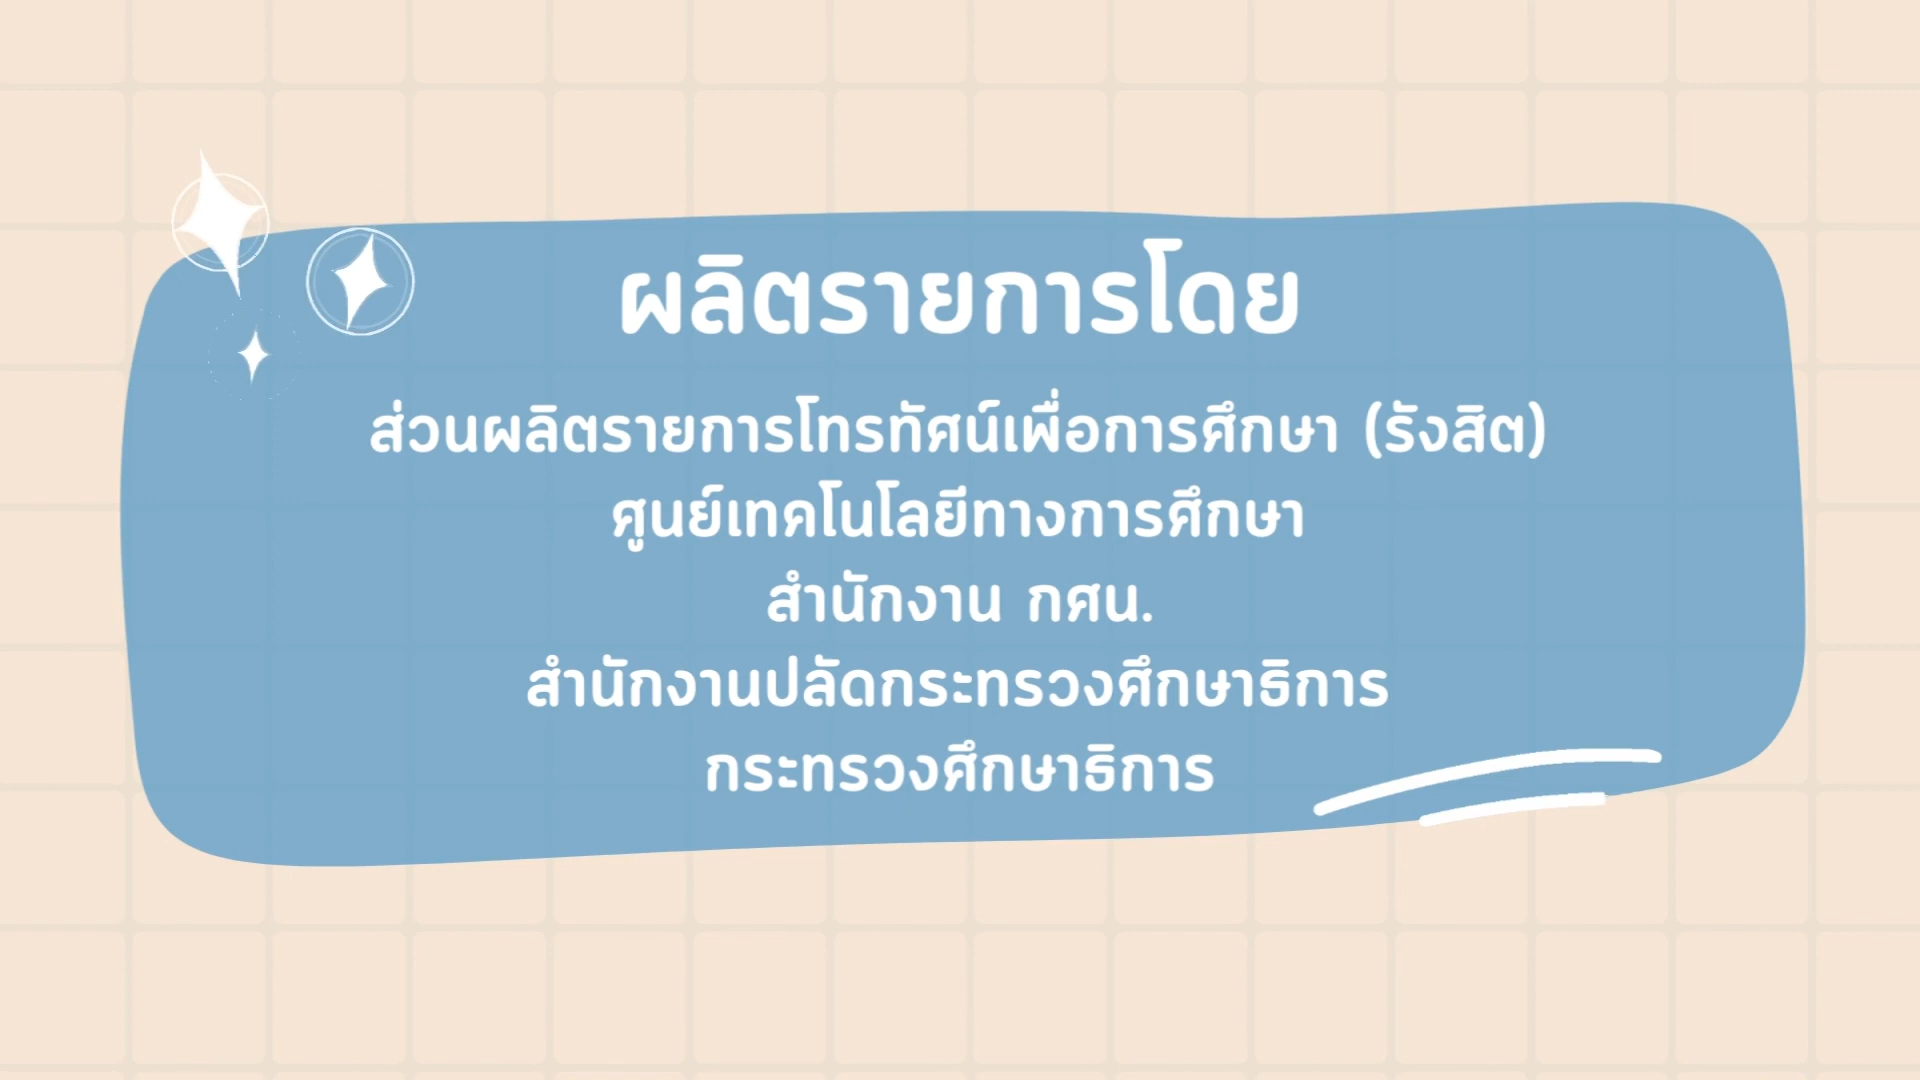 ผลิตรายการโดย
ส่วนผลิตรายการโทรทัศน์เพื่อการศึกษา (รังสิต)
ศูนย์เทคโนโลยีทางการศึกษา
สำนักงาน กศน.
สำนักงานปลัดกระทรวงศึกษาธิการ
กระทรวงศึกษาธิการ